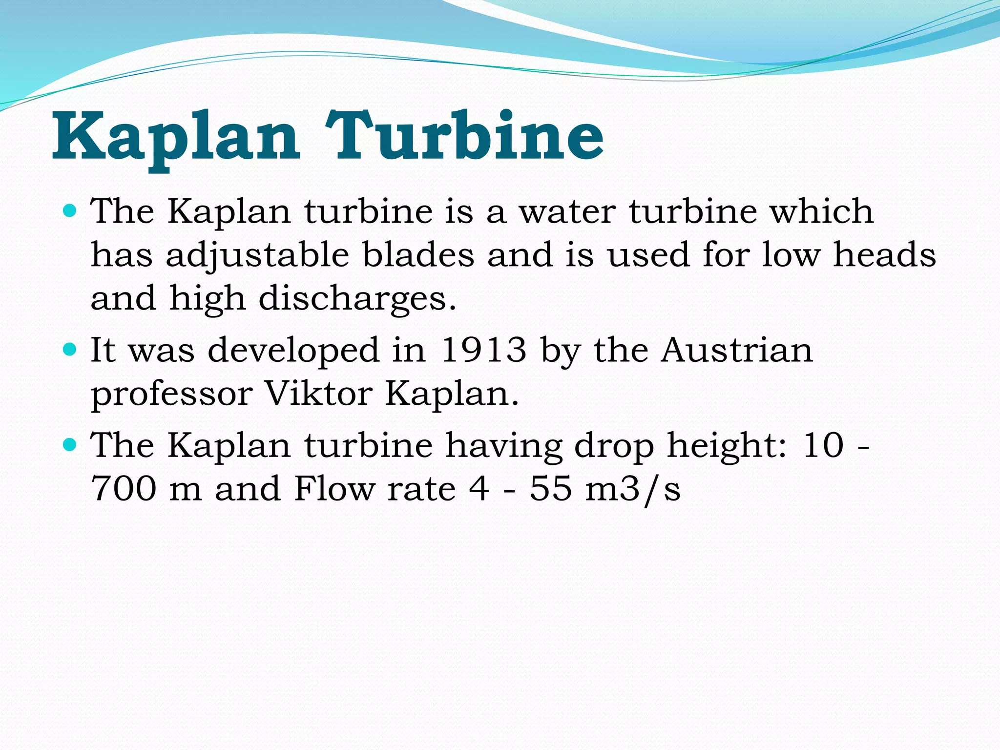 Kaplan Turbine
• The Kaplan turbine is a water turbine which
has adjustable blades and is used for low heads
and high discharges.
• It was developed in 1913 by the Austrian
professor Viktor Kaplan.
• The Kaplan turbine having drop height: 10 -
700 m and Flow rate 4 - 55 m3/s